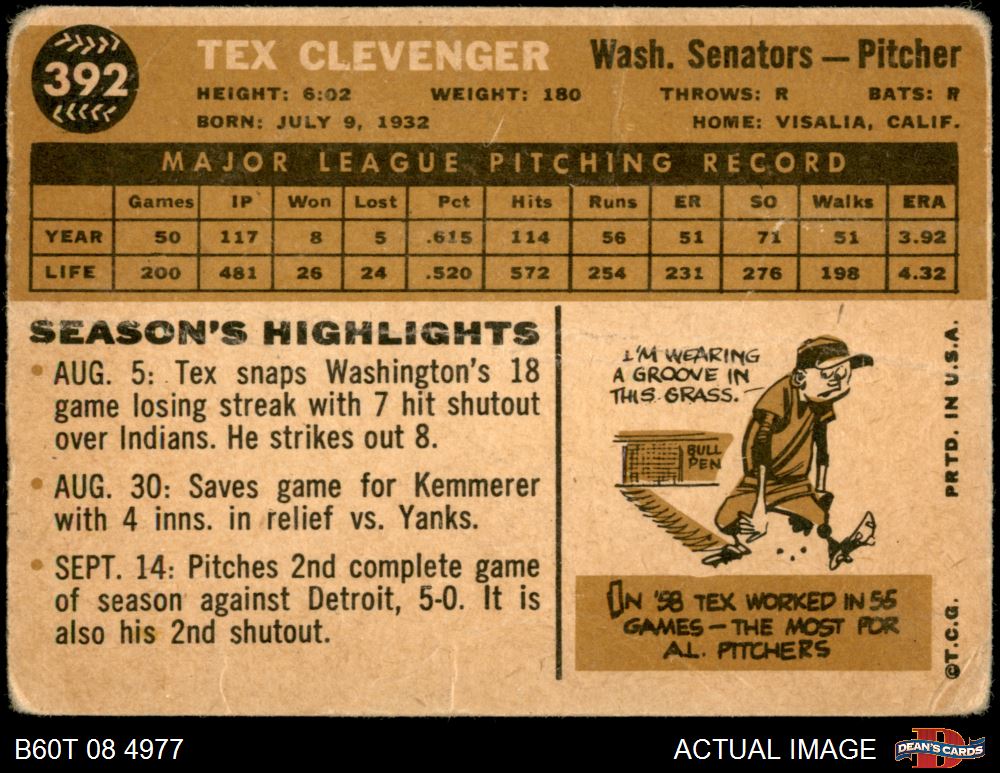 392
TEX CLEVENGER
Wash. Senators — Pitcher
HEIGHT: 6:02 WEIGHT: 180 THROWS: R BATS: R
BORN: JULY 9, 1932 HOME: VISALIA, CALIF.
MAJOR LEAGUE PITCHING RECORD
Games IP Won Lost Pct Hits Runs ER SO Walks ERA
YEAR 50 117 8 5 .615 114 56 51 71 51 3.92
LIFE 200 481 26 24 .520 572 254 231 276 198 4.32
SEASON'S HIGHLIGHTS
• AUG. 5: Tex snaps Washington's 18
game losing streak with 7 hit shutout
over Indians. He strikes out 8.
• AUG. 30: Saves game for Kemmerer
with 4 inns. in relief vs. Yanks.
• SEPT. 14: Pitches 2nd complete game
of season against Detroit, 5-0. It is
also his 2nd shutout.
I'M WEARING
A GROOVE IN
THIS GRASS.
BULL
PEN
IN '58 TEX WORKED IN 55
GAMES — THE MOST FOR
A.L. PITCHERS
©T.C.G. PRTD. IN U.S.A.
B60T 08 4977
ACTUAL IMAGE
DEAN'S CARDS